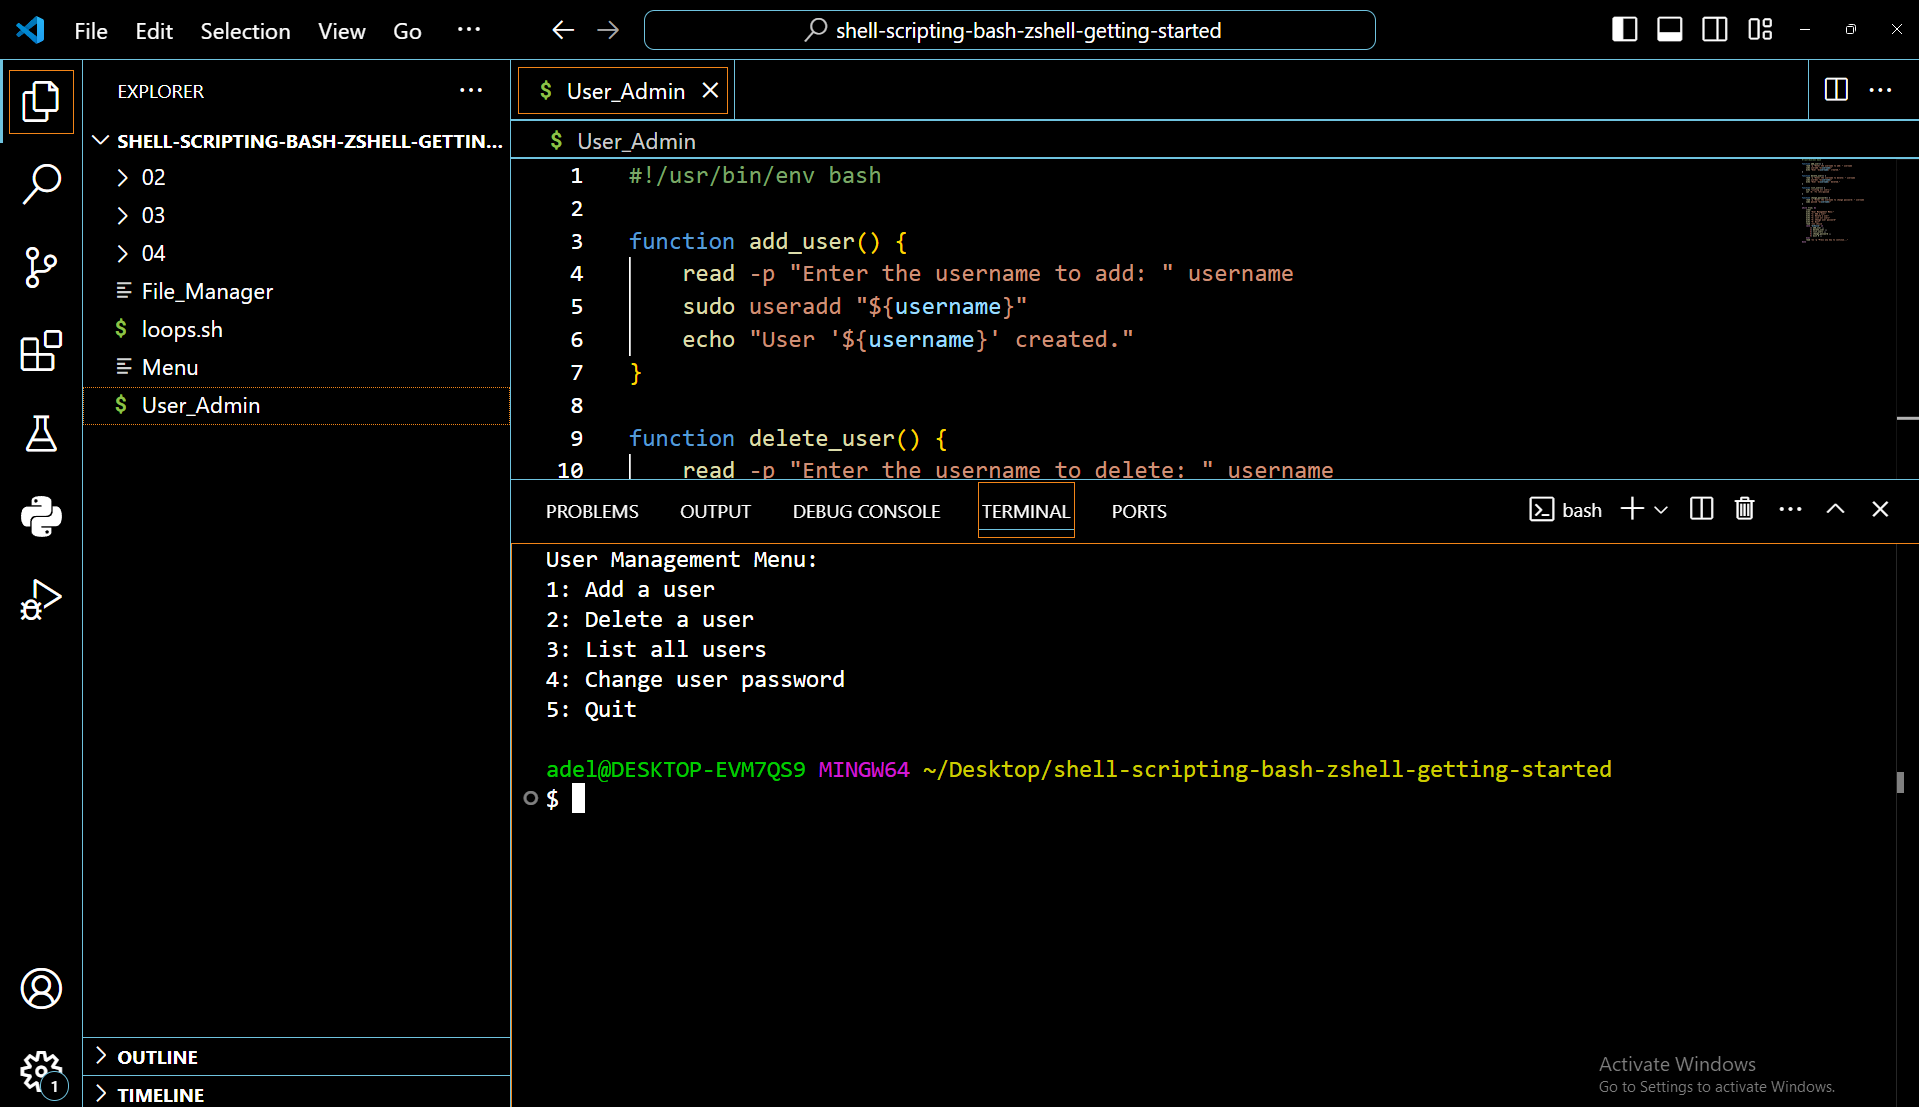 File Edit Selection View Go ··· shell-scripting-bash-zshell-getting-started
EXPLORER
SHELL-SCRIPTING-BASH-ZSHELL-GETTIN...
02
03
04
File_Manager
$ loops.sh
Menu
$ User_Admin
OUTLINE
TIMELINE
1
$ User_Admin
$ User_Admin
1 #!/usr/bin/env bash
2
3 function add_user() {
4 read -p "Enter the username to add: " username
5 sudo useradd "${username}"
6 echo "User '${username}' created."
7 }
8
9 function delete_user() {
10 read -p "Enter the username to delete: " username
PROBLEMS OUTPUT DEBUG CONSOLE TERMINAL PORTS bash
User Management Menu:
1: Add a user
2: Delete a user
3: List all users
4: Change user password
5: Quit
adel@DESKTOP-EVM7QS9 MINGW64 ~/Desktop/shell-scripting-bash-zshell-getting-started
$
Activate Windows
Go to Settings to activate Windows.